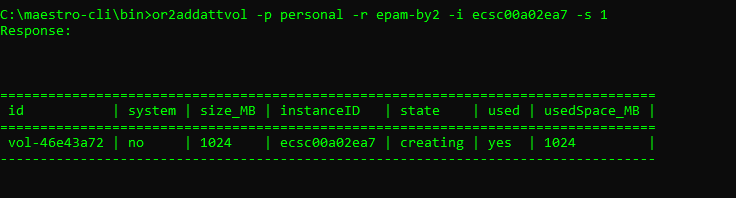 C:\maestro-cli\bin>or2addattvol -p personal -r epam-by2 -i ecsc00a02ea7 -s 1
Response:
==================================================================================
id | system | size_MB | instanceID | state | used | usedSpace_MB |
==================================================================================
vol-46e43a72 | no | 1024 | ecsc00a02ea7 | creating | yes | 1024 |
----------------------------------------------------------------------------------